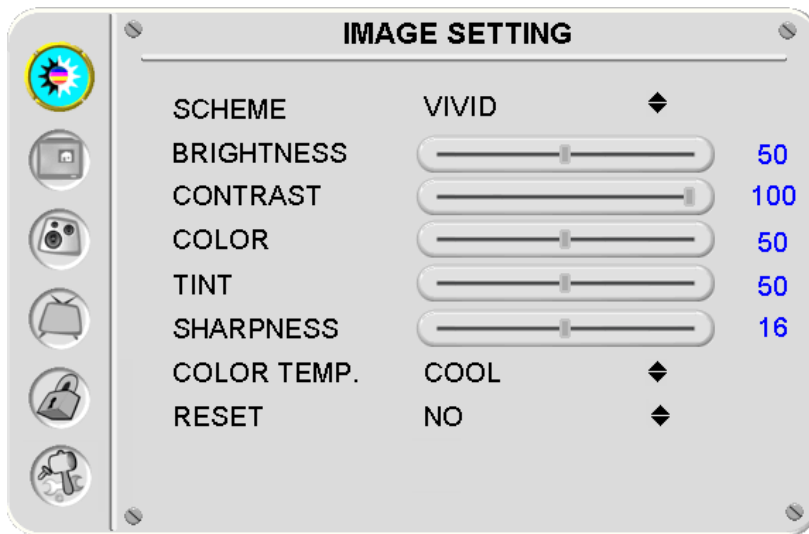 IMAGE SETTING
SCHEME VIVID
BRIGHTNESS 50
CONTRAST 100
COLOR 50
TINT 50
SHARPNESS 16
COLOR TEMP. COOL
RESET NO